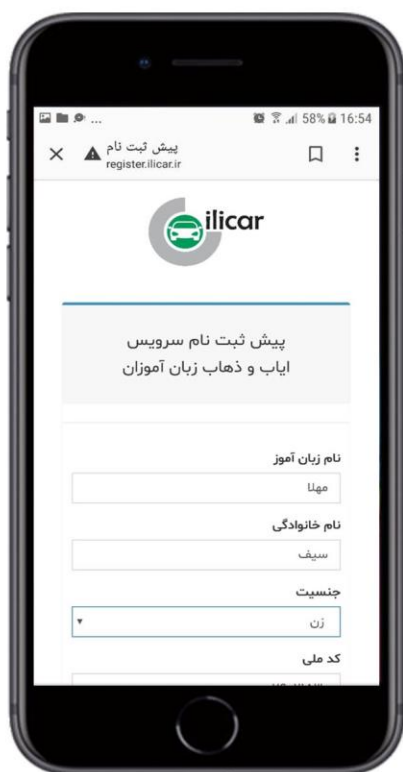 ... 58% 16:54
پیش ثبت نام
register.ilicar.ir
ilicar
پیش ثبت نام سرویس
ایاب و ذهاب زبان آموزان
نام زبان آموز
مهلا
نام خانوادگی
سیف
جنسیت
زن
کد ملی